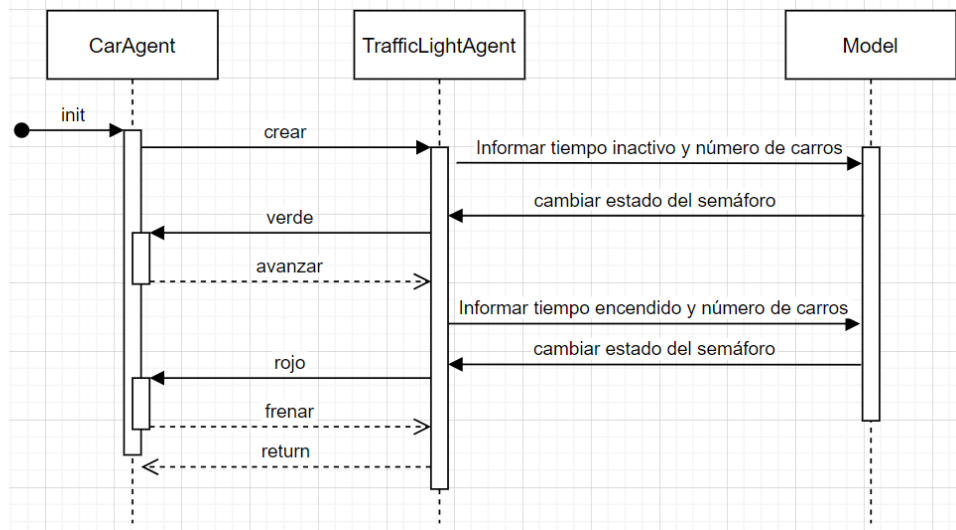 CarAgent
TrafficLightAgent
Model
init
crear
Informar tiempo inactivo y número de carros
cambiar estado del semáforo
verde
avanzar
Informar tiempo encendido y número de carros
cambiar estado del semáforo
rojo
frenar
return